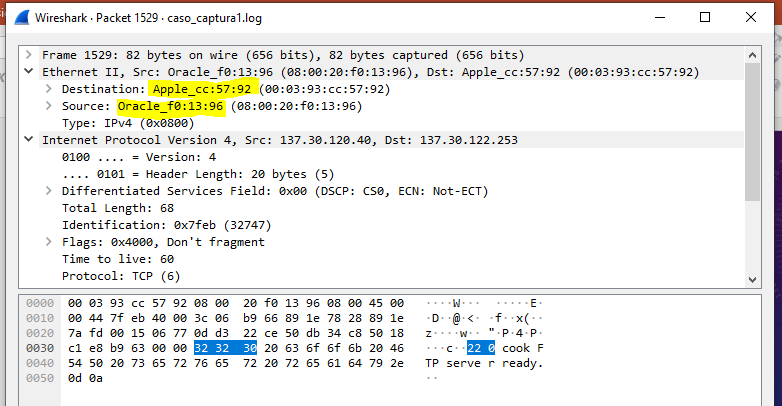 Wireshark · Packet 1529 · caso_captura1.log
Frame 1529: 82 bytes on wire (656 bits), 82 bytes captured (656 bits)
Ethernet II, Src: Oracle_f0:13:96 (08:00:20:f0:13:96), Dst: Apple_cc:57:92 (00:03:93:cc:57:92)
Destination: Apple_cc:57:92 (00:03:93:cc:57:92)
Source: Oracle_f0:13:96 (08:00:20:f0:13:96)
Type: IPv4 (0x0800)
Internet Protocol Version 4, Src: 137.30.120.40, Dst: 137.30.122.253
0100 .... = Version: 4
.... 0101 = Header Length: 20 bytes (5)
Differentiated Services Field: 0x00 (DSCP: CS0, ECN: Not-ECT)
Total Length: 68
Identification: 0x7feb (32747)
Flags: 0x4000, Don't fragment
Time to live: 60
Protocol: TCP (6)
0000 00 03 93 cc 57 92 08 00 20 f0 13 96 08 00 45 00 ····W··· ·····E·
0010 00 44 7f eb 40 00 3c 06 b9 66 89 1e 78 28 89 1e ·D··@·<· ·f··x(··
0020 7a fd 00 15 06 77 0d d3 22 ce 50 db 34 c8 50 18 z····w·· "·P·4·P·
0030 c1 e8 b9 63 00 00 32 32 30 20 63 6f 6f 6b 20 46 ···c··22 0 cook F
0040 54 50 20 73 65 72 76 65 72 20 72 65 61 64 79 2e TP serve r ready.
0050 0d 0a ··